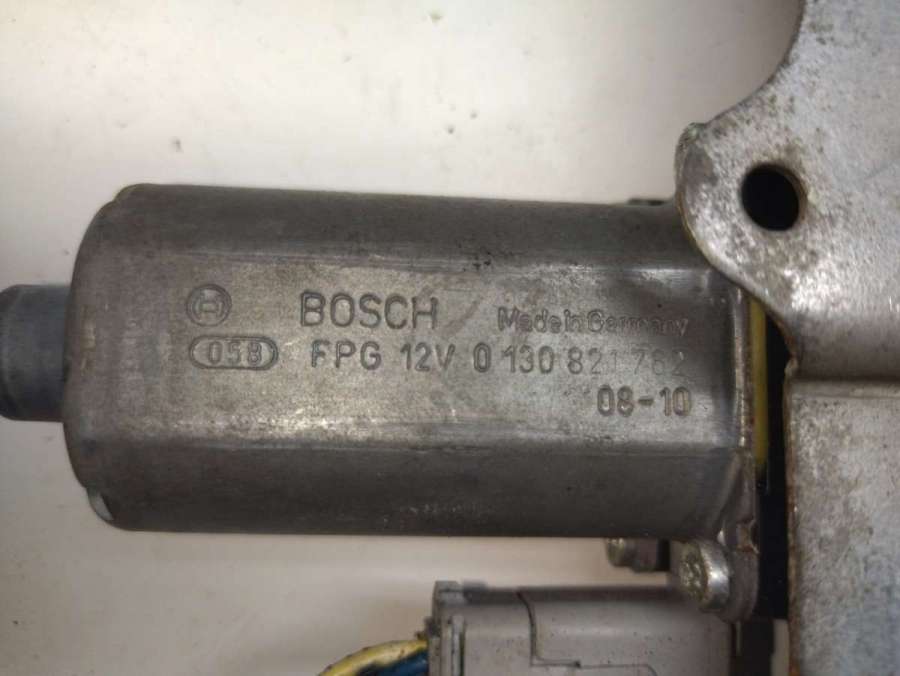 BOSCH Made in Germany
058 FPG 12V 0 130 821 762
08-10